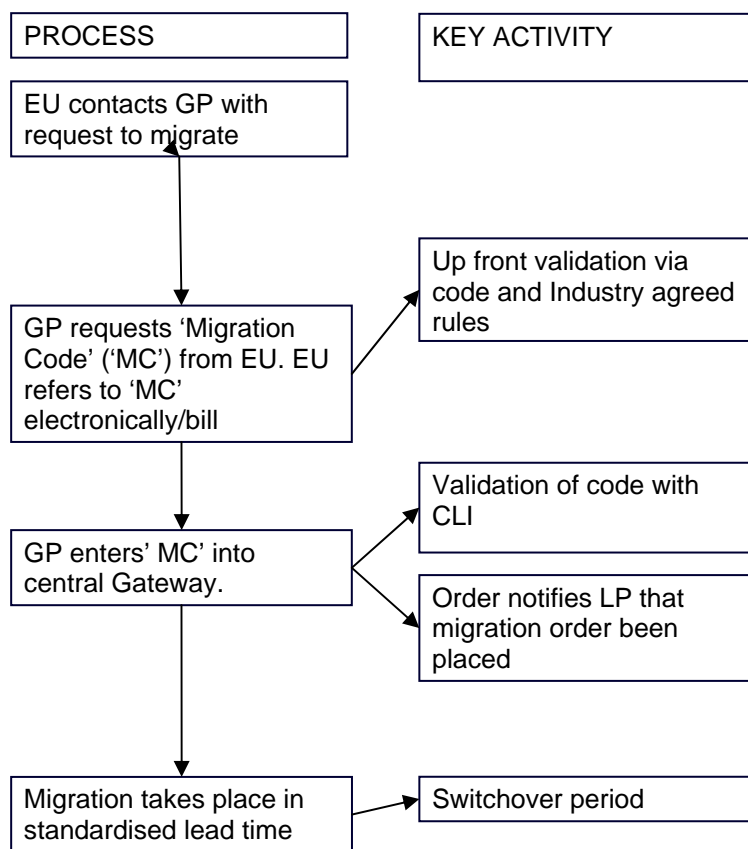 PROCESS
KEY ACTIVITY
EU contacts GP with
request to migrate
Up front validation via
code and Industry agreed
rules
GP requests ‘Migration
Code’ (‘MC’) from EU. EU
refers to ‘MC’
electronically/bill
Validation of code with
CLI
GP enters’ MC’ into
central Gateway.
Order notifies LP that
migration order been
placed
Migration takes place in
standardised lead time
Switchover period